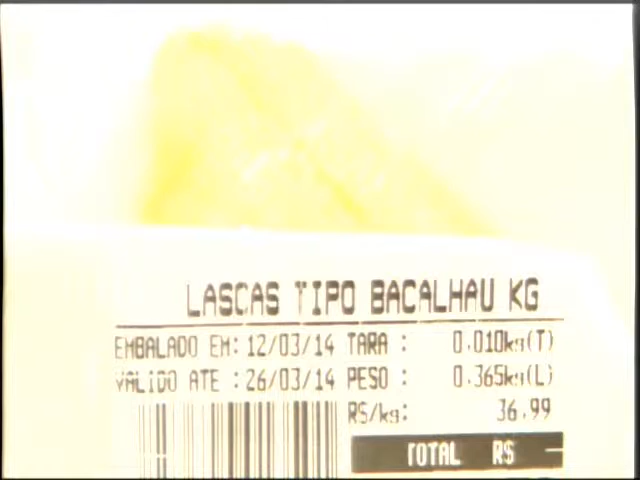 LASCAS TIPO BACALHAU KG
EMBALADO EM: 12/03/14 TARA : 0.010kg(T)
VALIDO ATE : 26/03/14 PESO : 0.365kg(L)
R$/kg: 36.99
TOTAL R$